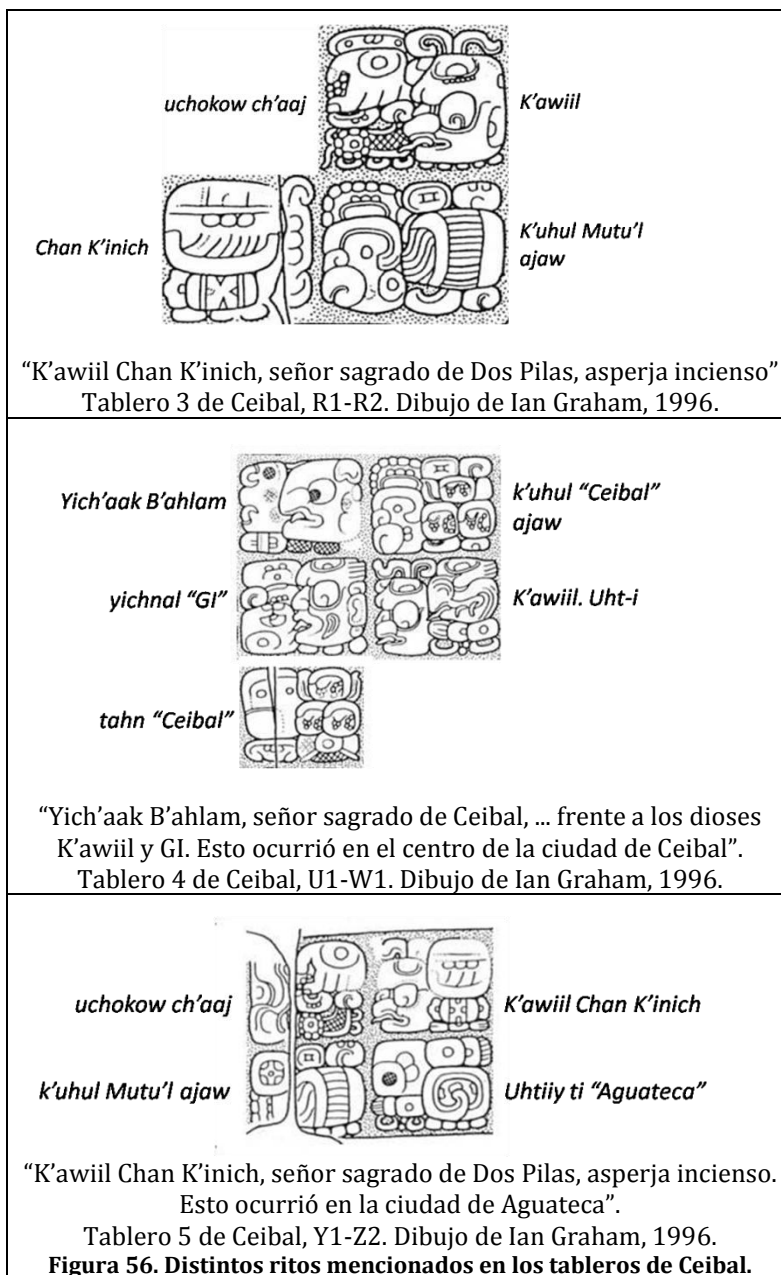 uchokow ch’aaj
K’awiil
Chan K’inich
K’uhul Mutu’l
ajaw
“K’awiil Chan K’inich, señor sagrado de Dos Pilas, asperja incienso”
Tablero 3 de Ceibal, R1-R2. Dibujo de Ian Graham, 1996.
Yich’aak B’ahlam
k’uhul “Ceibal”
ajaw
yichnal “GI”
K’awiil. Uht-i
tahn “Ceibal”
“Yich’aak B’ahlam, señor sagrado de Ceibal, ... frente a los dioses
K’awiil y GI. Esto ocurrió en el centro de la ciudad de Ceibal”.
Tablero 4 de Ceibal, U1-W1. Dibujo de Ian Graham, 1996.
uchokow ch’aaj
K’awiil Chan K’inich
k’uhul Mutu’l ajaw
Uhtiiy ti “Aguateca”
“K’awiil Chan K’inich, señor sagrado de Dos Pilas, asperja incienso.
Esto ocurrió en la ciudad de Aguateca”.
Tablero 5 de Ceibal, Y1-Z2. Dibujo de Ian Graham, 1996.
Figura 56. Distintos ritos mencionados en los tableros de Ceibal.